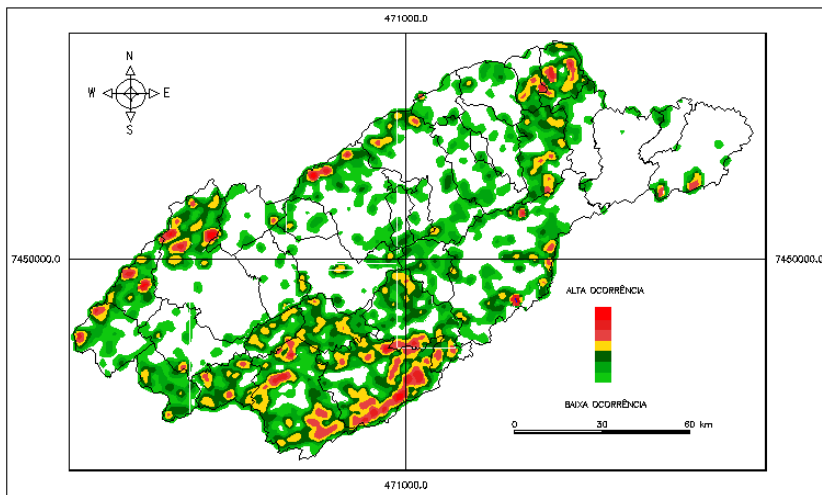 471000.0
N
W E
S
7450000.0 7450000.0
ALTA OCORRÊNCIA
BAIXA OCORRÊNCIA
0 30 60 km
471000.0